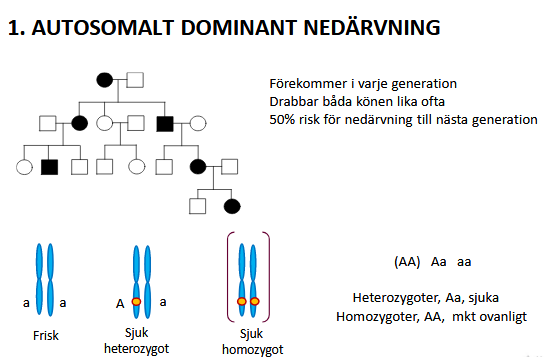 1. AUTOSOMALT DOMINANT NEDÄRVNING
Förekommer i varje generation
Drabbar båda könen lika ofta
50% risk för nedärvning till nästa generation
(AA) Aa aa
a a
A a
Frisk
Sjuk
heterozygot
Sjuk
homozygot
Heterozygoter, Aa, sjuka
Homozygoter, AA, mkt ovanligt